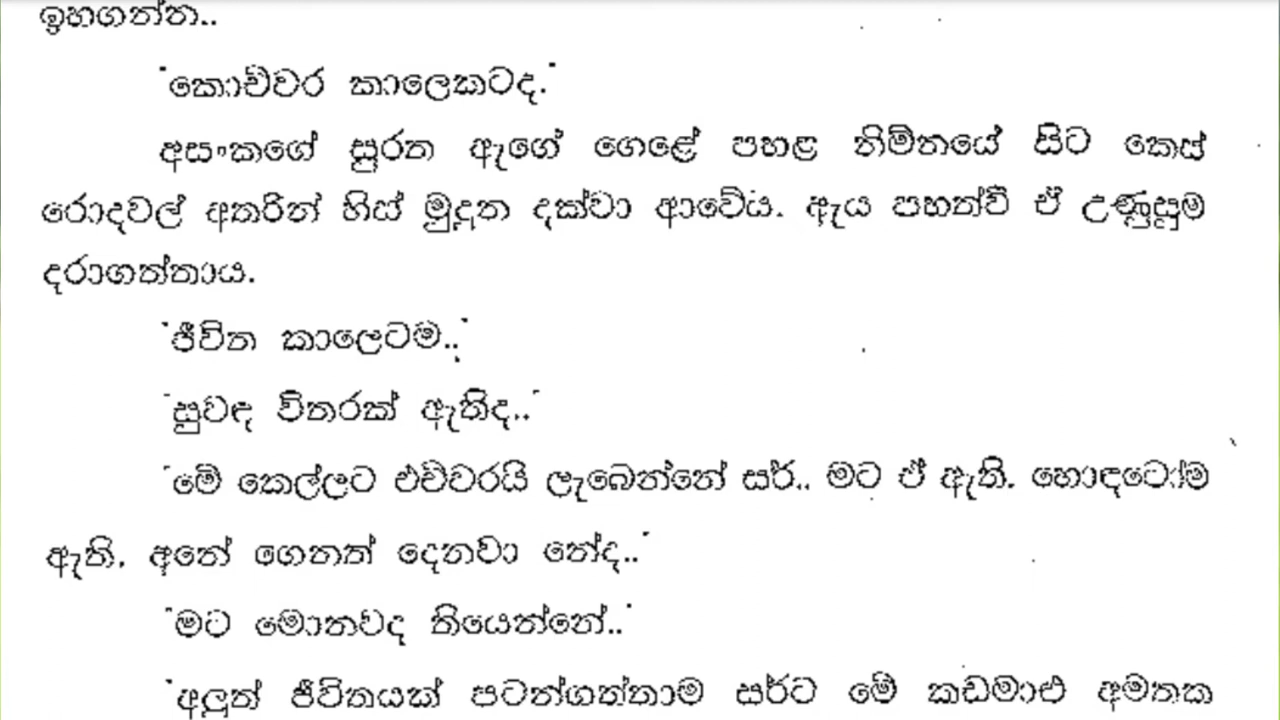 ඉහගන්න..
"කොච්චර කාලෙකටද."
අසංකගේ සුරත ඇගේ ගෙළේ පහළ නිම්නයේ සිට කෙස්
රොදවල් අතරින් හිස් මුදුන දක්වා ආවේය. ඇය පහන්වී ඒ උණුසුම
දරාගත්තාය.
"ජීවිත කාලෙටම.."
"සුවඳ විතරක් ඇතිද.."
"මේ කෙල්ලට එච්චරයි ලැබෙන්නේ සර්.. මට ඒ ඇති. හොඳටෝම
ඇති. අනේ ගෙනත් දෙනවා නේද.."
"මට මොනවද තියෙන්නේ.."
"අලුත් ජීවිතයක් පටන්ගත්තාම සර්ට මේ කඩමාළු අමතක